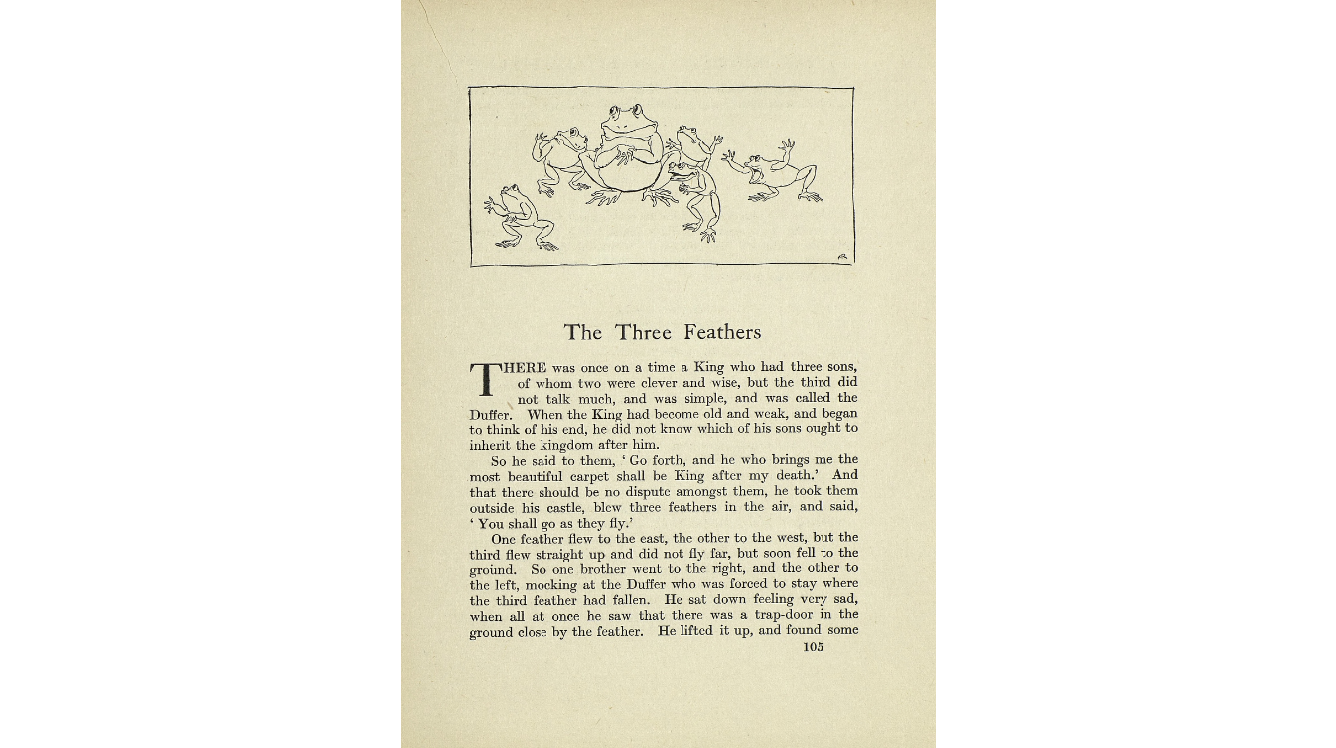 The Three Feathers
THERE was once on a time a King who had three sons,
of whom two were clever and wise, but the third did
not talk much, and was simple, and was called the
Duffer. When the King had become old and weak, and began
to think of his end, he did not know which of his sons ought to
inherit the kingdom after him.
So he said to them, ‘ Go forth, and he who brings me the
most beautiful carpet shall be King after my death.’ And
that there should be no dispute amongst them, he took them
outside his castle, blew three feathers in the air, and said,
‘ You shall go as they fly.’
One feather flew to the east, the other to the west, but the
third flew straight up and did not fly far, but soon fell to the
ground. So one brother went to the right, and the other to
the left, mocking at the Duffer who was forced to stay where
the third feather had fallen. He sat down feeling very sad,
when all at once he saw that there was a trap-door in the
ground close by the feather. He lifted it up, and found some
105